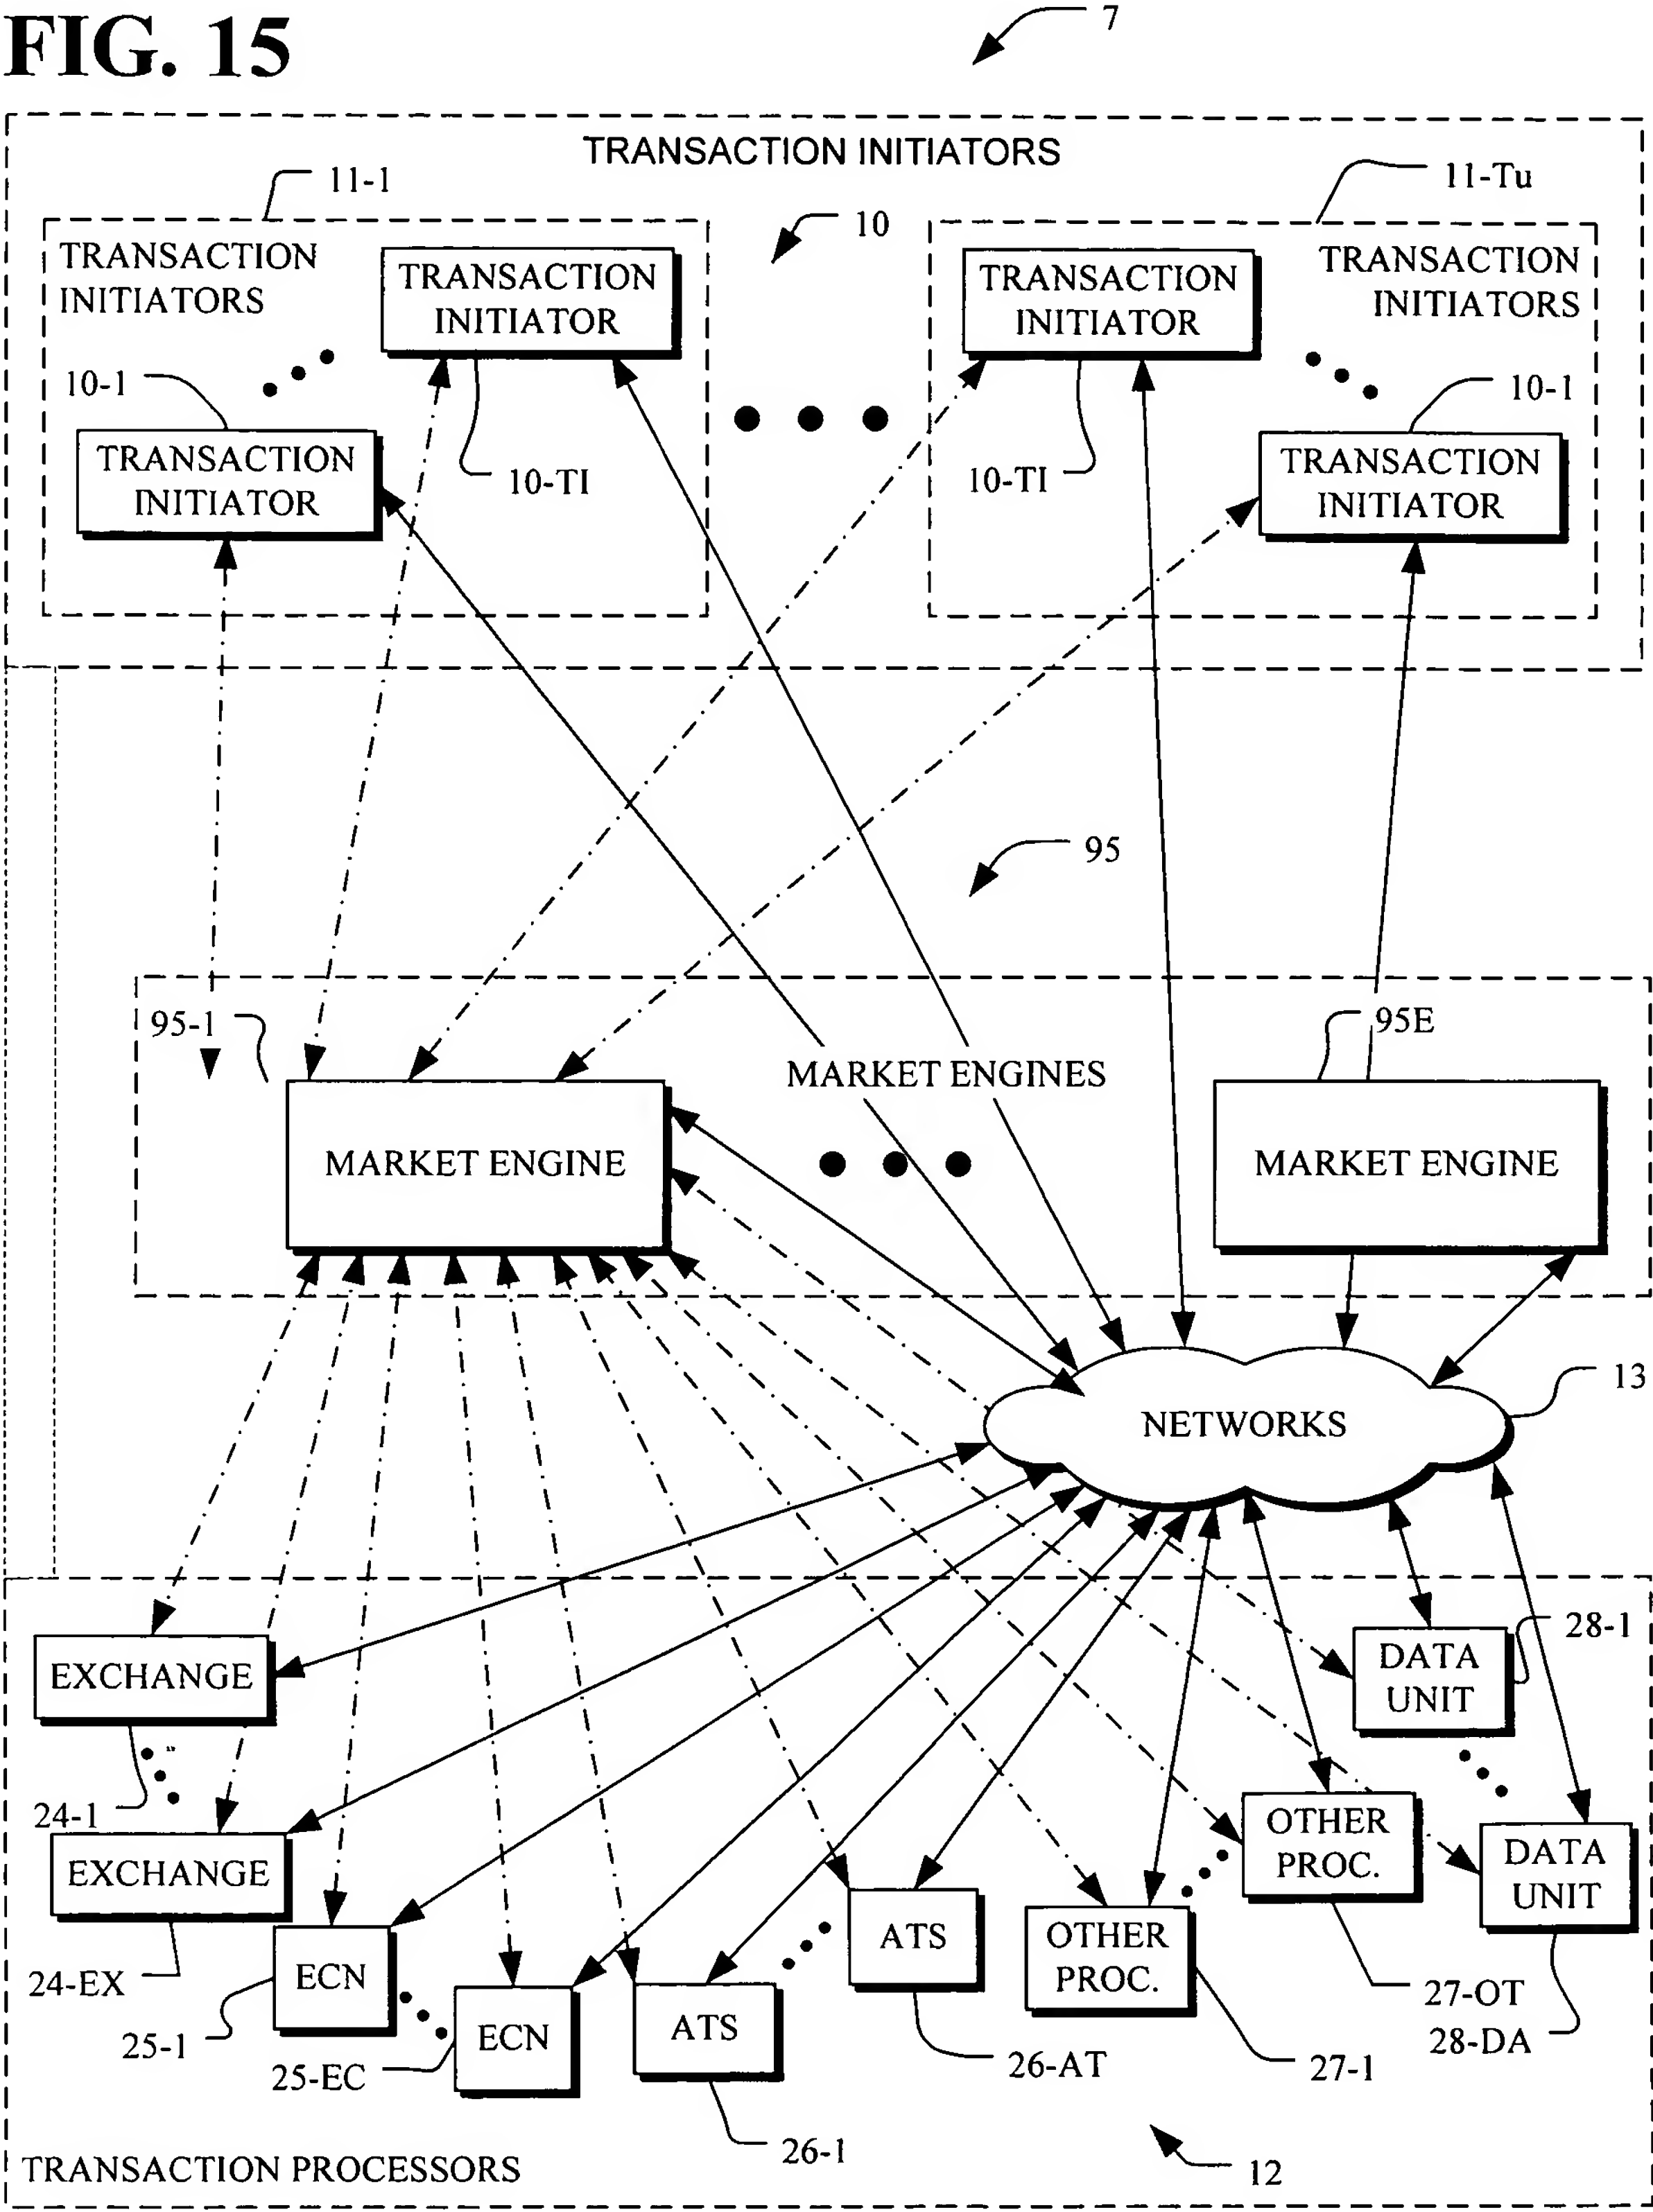 FIG. 15
7
TRANSACTION INITIATORS
11-1
11-Tu
10
TRANSACTION
INITIATORS
TRANSACTION
INITIATOR
TRANSACTION
INITIATOR
TRANSACTION
INITIATORS
10-1
10-1
TRANSACTION
INITIATOR
10-TI
10-TI
TRANSACTION
INITIATOR
95
95-1
95E
MARKET ENGINES
MARKET ENGINE
MARKET ENGINE
13
NETWORKS
28-1
EXCHANGE
DATA
UNIT
24-1
OTHER
PROC.
EXCHANGE
DATA
UNIT
ATS
OTHER
PROC.
24-EX
ECN
27-OT
25-1
ECN
ATS
28-DA
25-EC
26-AT
27-1
26-1
TRANSACTION PROCESSORS
12